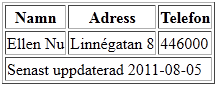 Namn Adress Telefon
Ellen Nu Linnégatan 8 446000
Senast uppdaterad 2011-08-05